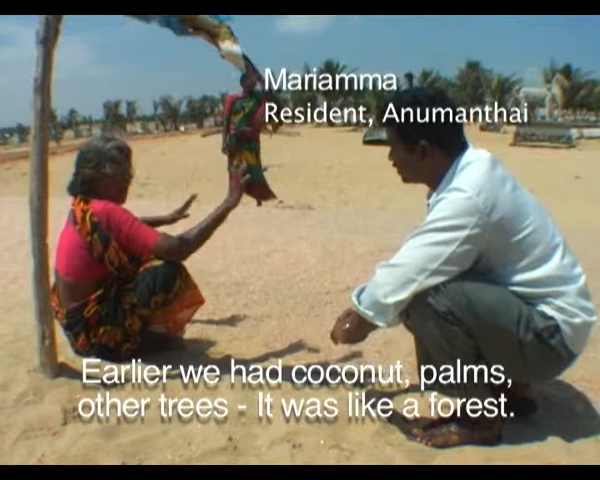 Mariamma
Resident, Anumanthai
Earlier we had coconut, palms,
other trees - It was like a forest.